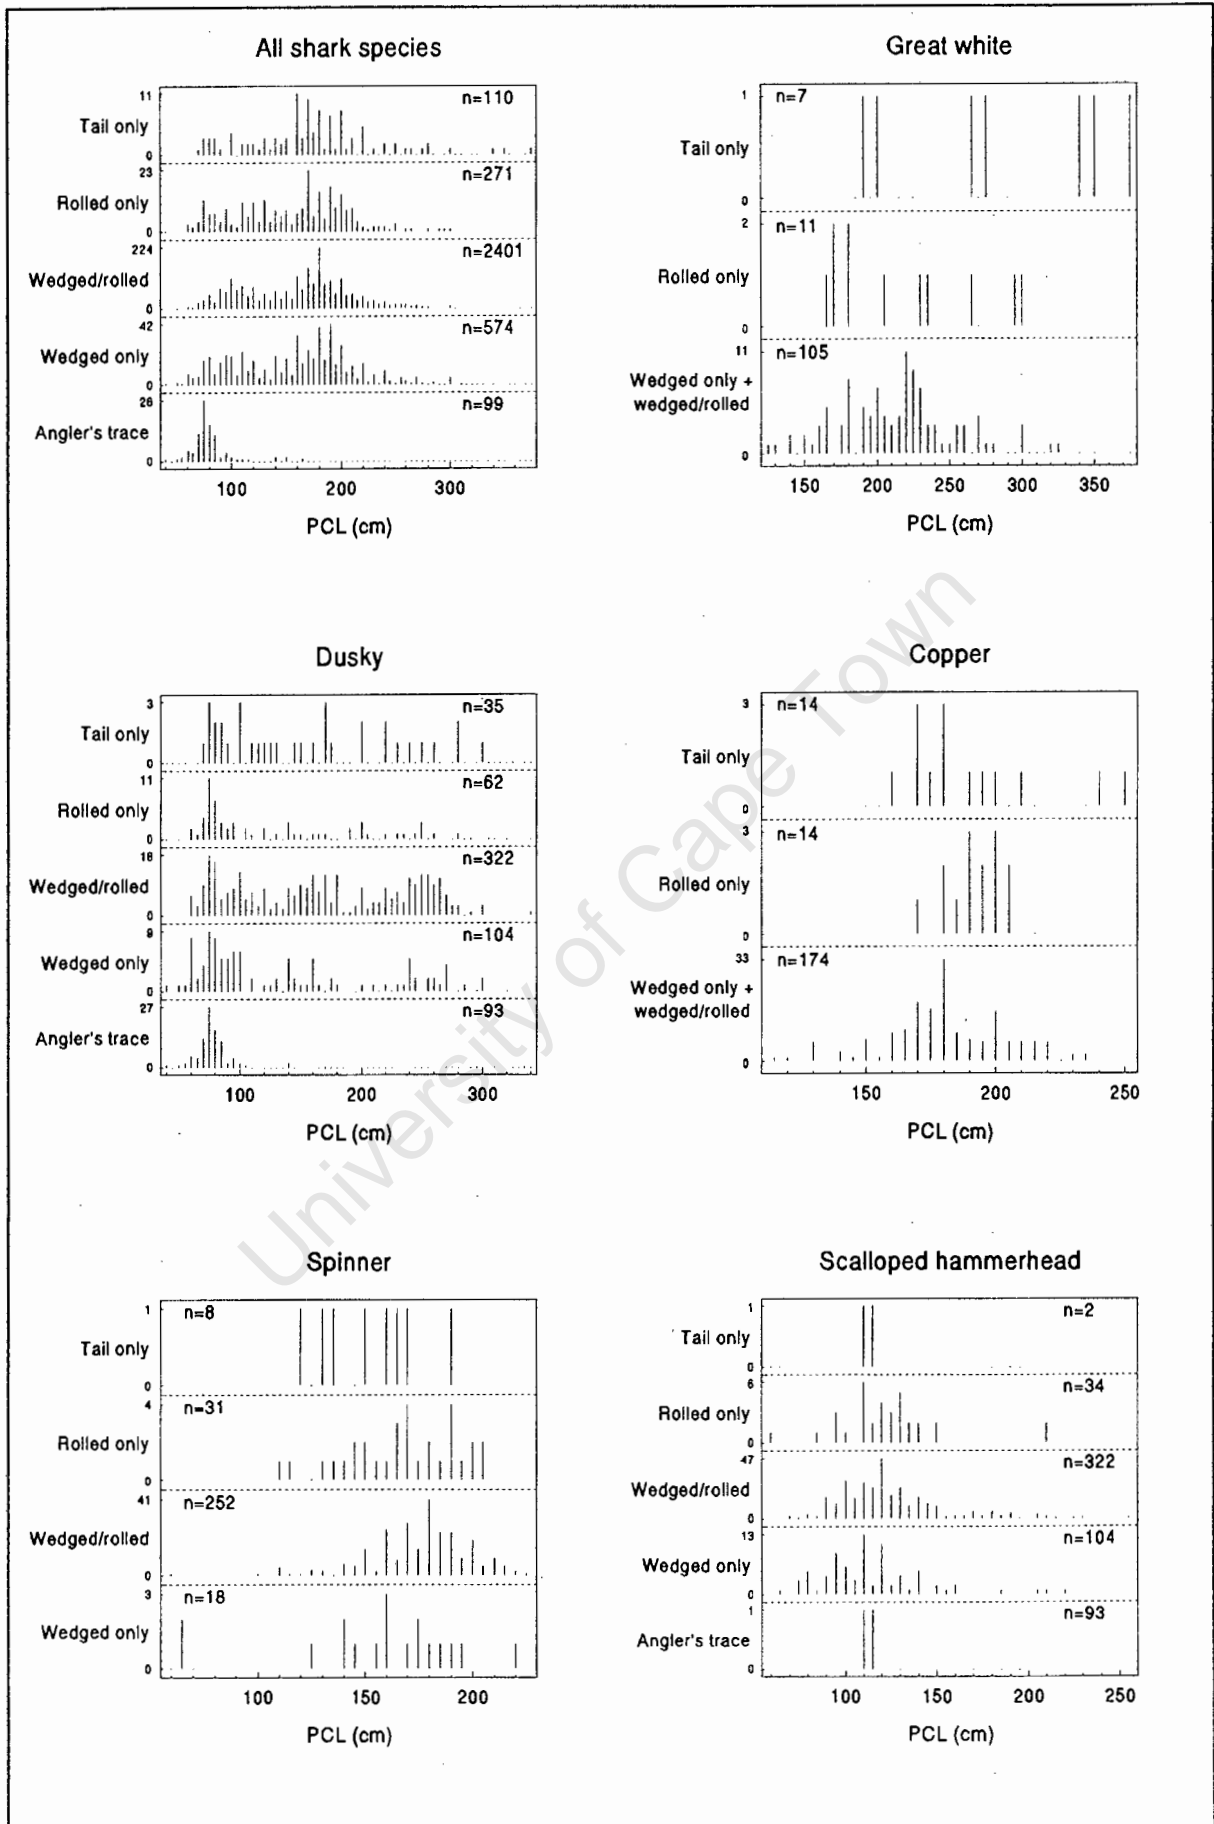 All shark species
11
n=110
Tail only
0
23
n=271
Rolled only
0
224
n=2401
Wedged/rolled
0
42
n=574
Wedged only
0
26
n=99
Angler's trace
0
100 200 300
PCL (cm)
Great white
1
n=7
Tail only
0
2
n=11
Rolled only
0
11
n=105
Wedged only +
wedged/rolled
0
150 200 250 300 350
PCL (cm)
Dusky
3
n=35
Tail only
0
11
n=62
Rolled only
0
18
n=322
Wedged/rolled
0
9
n=104
Wedged only
0
27
n=93
Angler's trace
0
100 200 300
PCL (cm)
Copper
3
n=14
Tail only
0
3
n=14
Rolled only
0
33
n=174
Wedged only +
wedged/rolled
0
150 200 250
PCL (cm)
Spinner
1
n=8
Tail only
0
4
n=31
Rolled only
0
41
n=252
Wedged/rolled
0
3
n=18
Wedged only
0
100 150 200
PCL (cm)
Scalloped hammerhead
1
n=2
Tail only
0
6
n=34
Rolled only
0
47
n=322
Wedged/rolled
0
13
n=104
Wedged only
0
1
n=93
Angler's trace
0
100 150 200 250
PCL (cm)
University of Cape Town